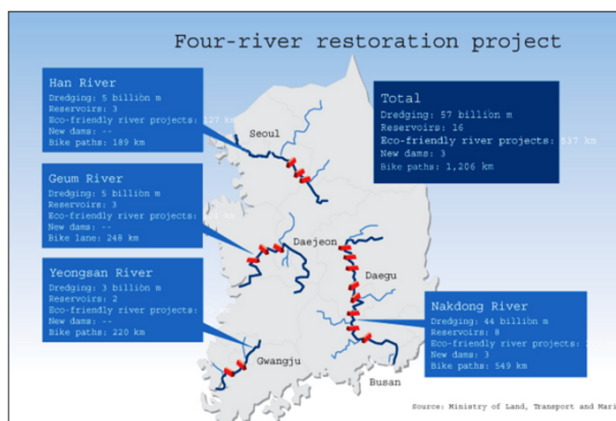 Four-river restoration project
Han River
Dredging: 5 billion m
Reservoirs: 3
Eco-friendly river projects: 127 km
New dams: --
Bike paths: 189 km
Total
Dredging: 57 billion m
Reservoirs: 16
Eco-friendly river projects: 537 km
New dams: 3
Bike paths: 1,206 km
Seoul
Geum River
Dredging: 5 billion m
Reservoirs: 3
Eco-friendly river projects:
New dams: --
Bike lane: 248 km
Daejeon
Daegu
Yeongsan River
Dredging: 3 billion m
Reservoirs: 2
Eco-friendly river projects:
New dams: --
Bike paths: 220 km
Nakdong River
Dredging: 44 billion m
Reservoirs: 8
Eco-friendly river projects:
New dams: 3
Bike paths: 549 km
Gwangju
Busan
Source: Ministry of Land, Transport and Mari